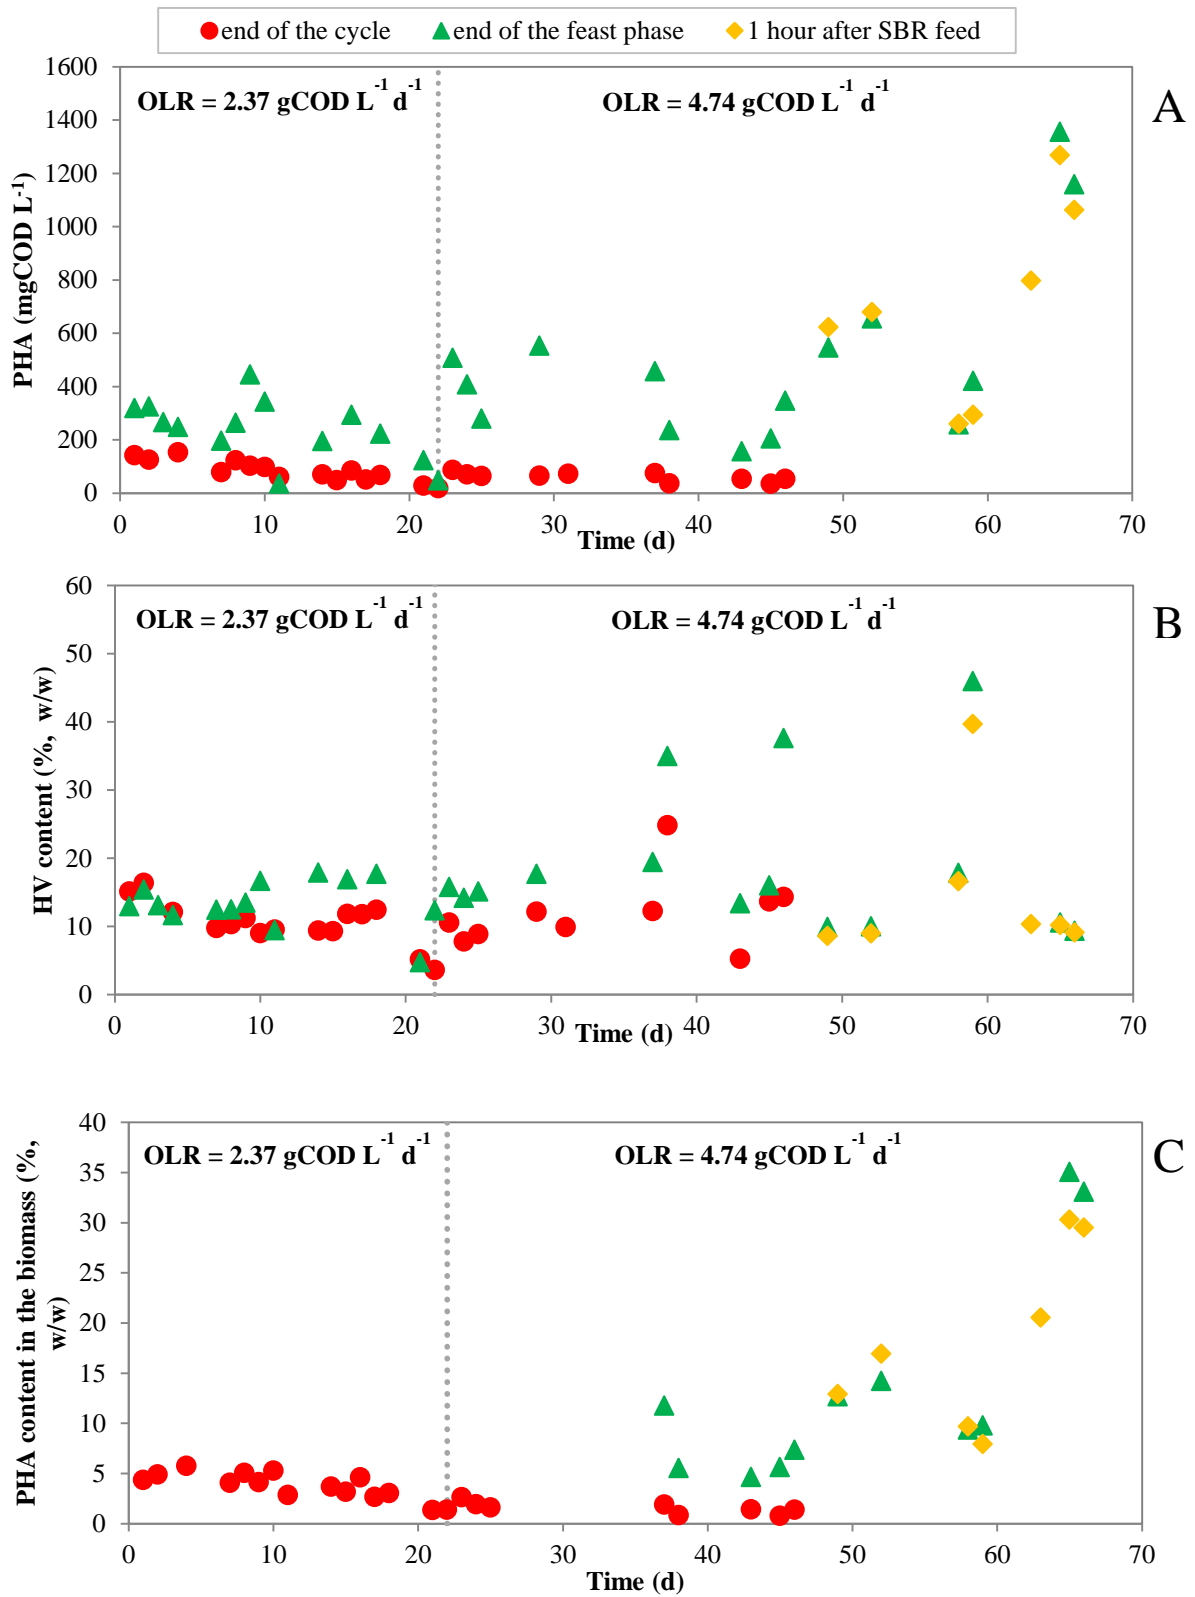 end of the cycle end of the feast phase 1 hour after SBR feed
A
OLR = 2.37 gCOD L⁻¹ d⁻¹ OLR = 4.74 gCOD L⁻¹ d⁻¹
PHA (mgCOD L⁻¹)
1600
1400
1200
1000
800
600
400
200
0
0 10 20 30 40 50 60 70
Time (d)
B
OLR = 2.37 gCOD L⁻¹ d⁻¹ OLR = 4.74 gCOD L⁻¹ d⁻¹
HV content (%, w/w)
60
50
40
30
20
10
0
0 10 20 30 40 50 60 70
Time (d)
C
OLR = 2.37 gCOD L⁻¹ d⁻¹ OLR = 4.74 gCOD L⁻¹ d⁻¹
PHA content in the biomass (%,
w/w)
40
35
30
25
20
15
10
5
0
0 10 20 30 40 50 60 70
Time (d)